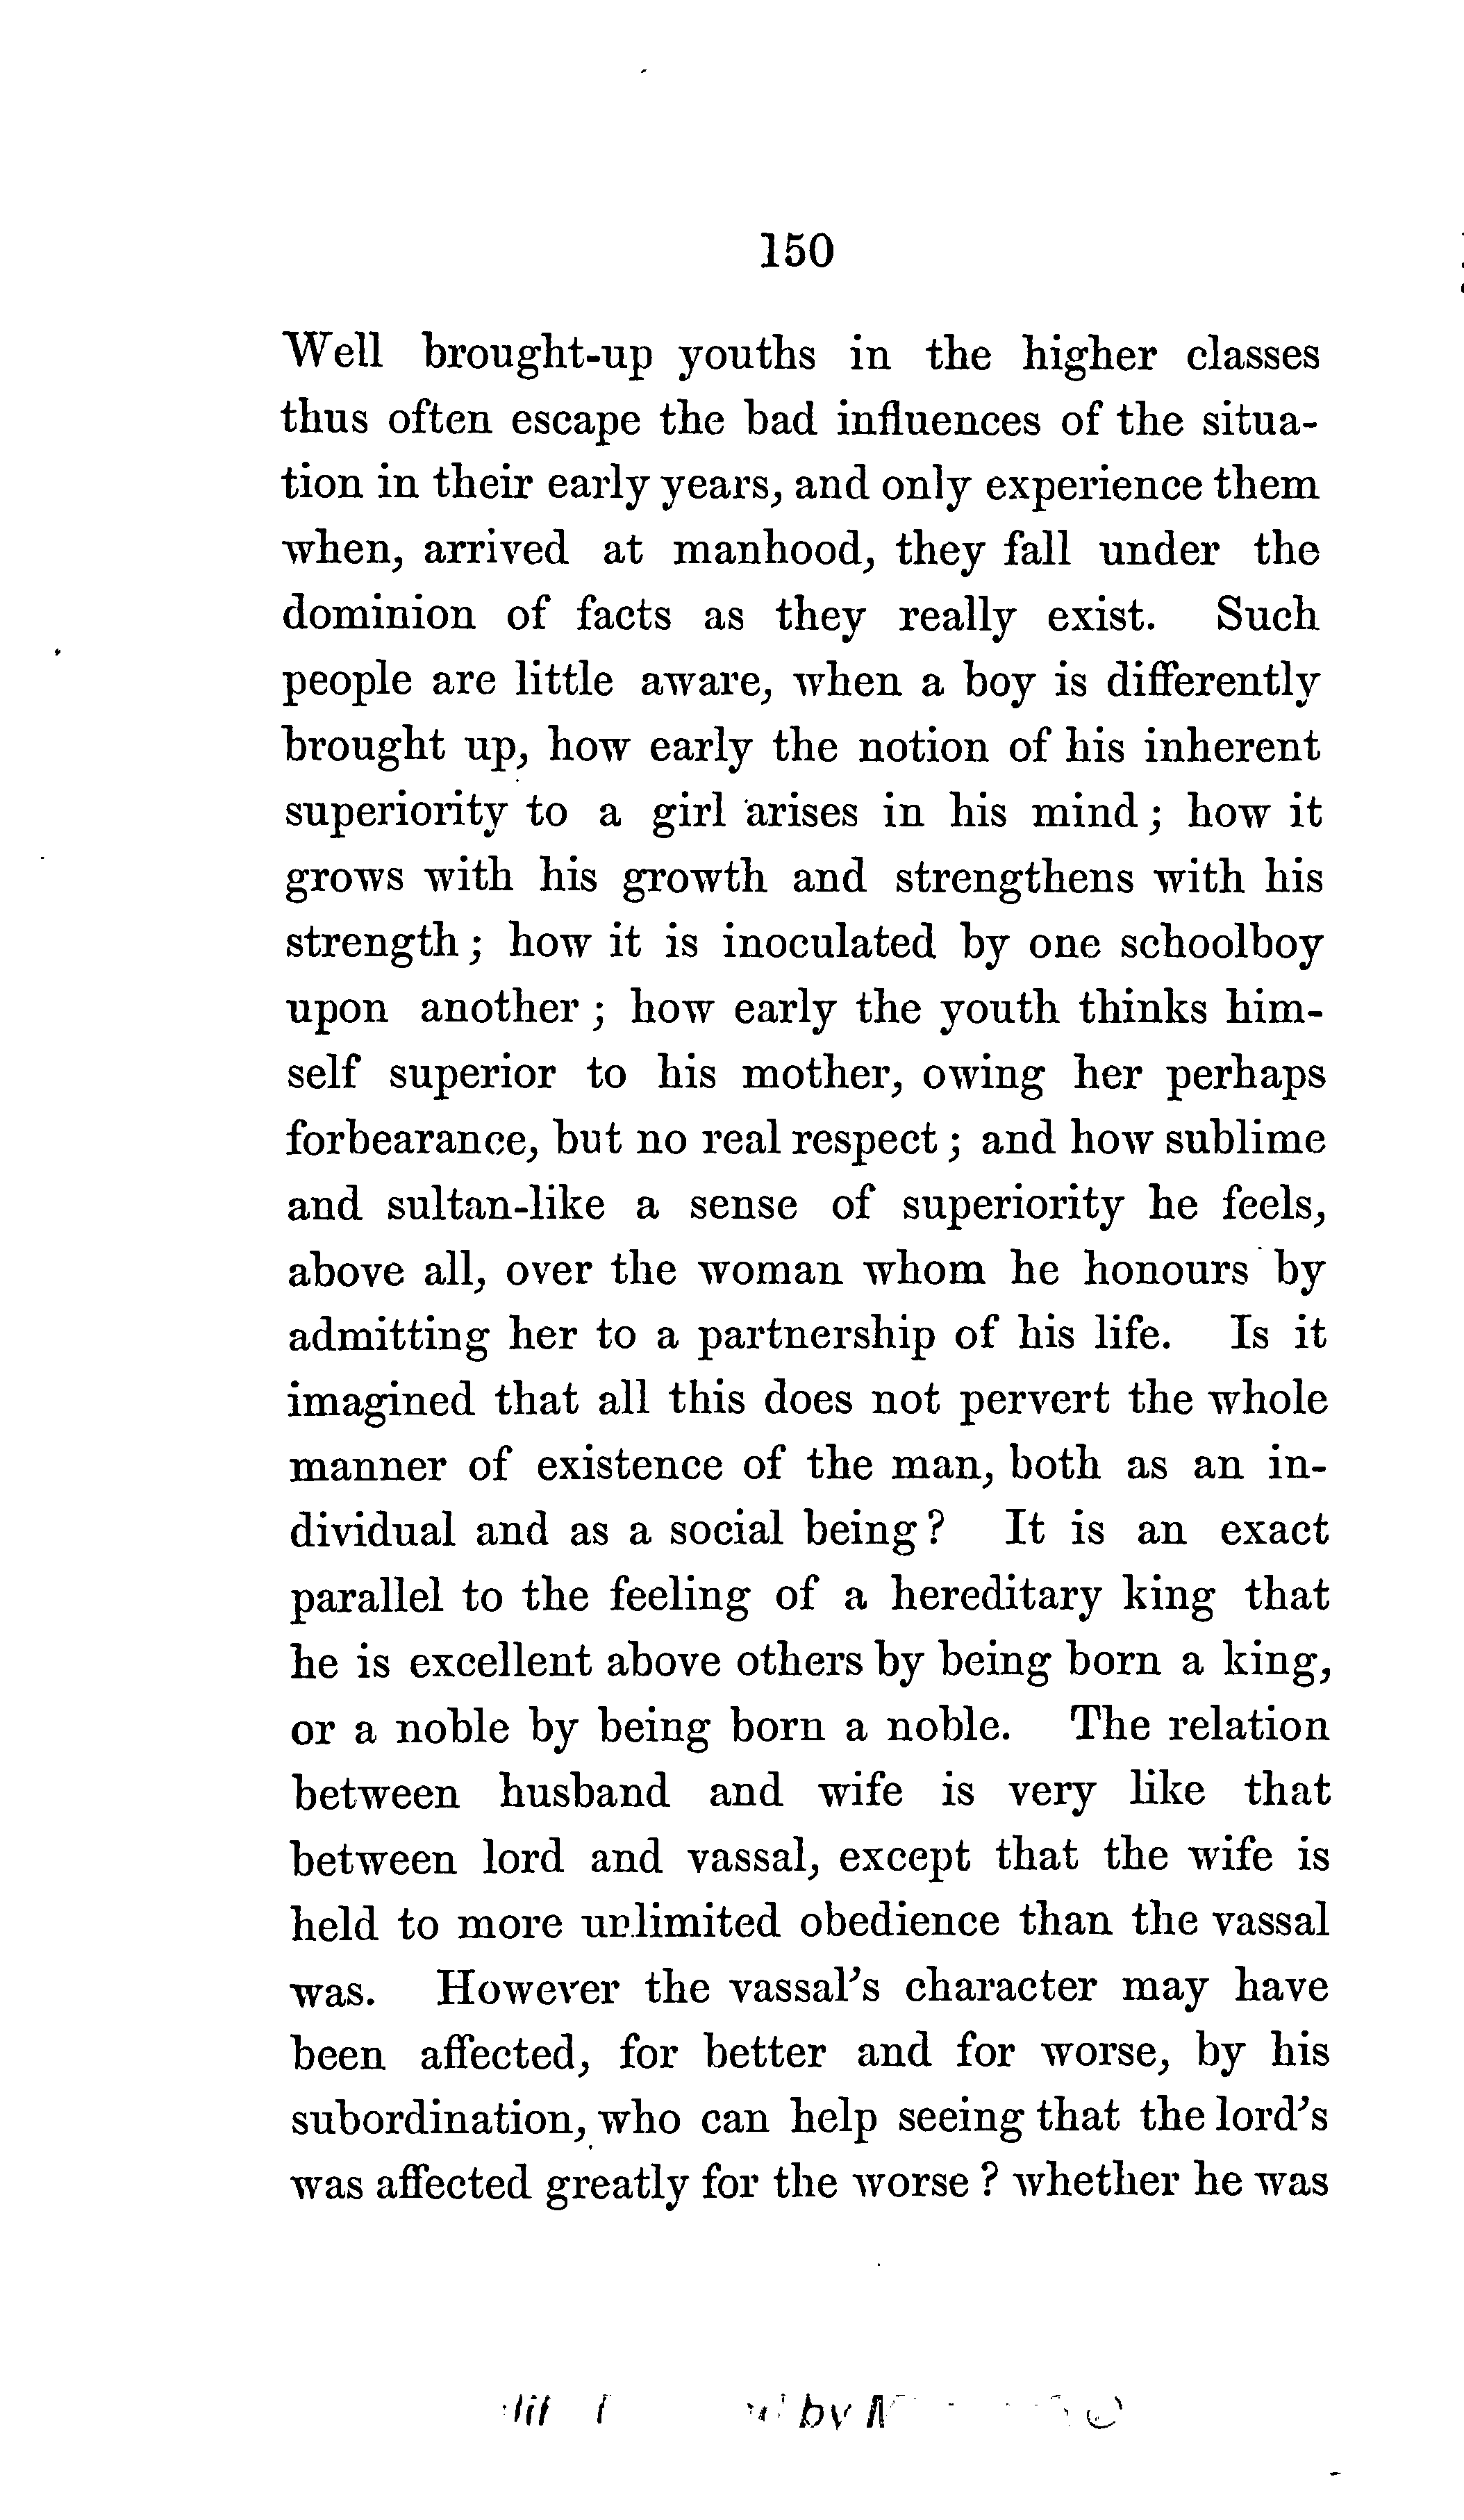 150
Well brought-up youths in the higher classes
thus often escape the bad influences of the situa-
tion in their early years, and only experience them
when, arrived at manhood, they fall under the
dominion of facts as they really exist. Such
people are little aware, when a boy is differently
brought up, how early the notion of his inherent
superiority to a girl arises in his mind; how it
grows with his growth and strengthens with his
strength; how it is inoculated by one schoolboy
upon another; how early the youth thinks him-
self superior to his mother, owing her perhaps
forbearance, but no real respect; and how sublime
and sultan-like a sense of superiority he feels,
above all, over the woman whom he honours by
admitting her to a partnership of his life. Is it
imagined that all this does not pervert the whole
manner of existence of the man, both as an in-
dividual and as a social being? It is an exact
parallel to the feeling of a hereditary king that
he is excellent above others by being born a king,
or a noble by being born a noble. The relation
between husband and wife is very like that
between lord and vassal, except that the wife is
held to more unlimited obedience than the vassal
was. However the vassal's character may have
been affected, for better and for worse, by his
subordination, who can help seeing that the lord's
was affected greatly for the worse? whether he was
by